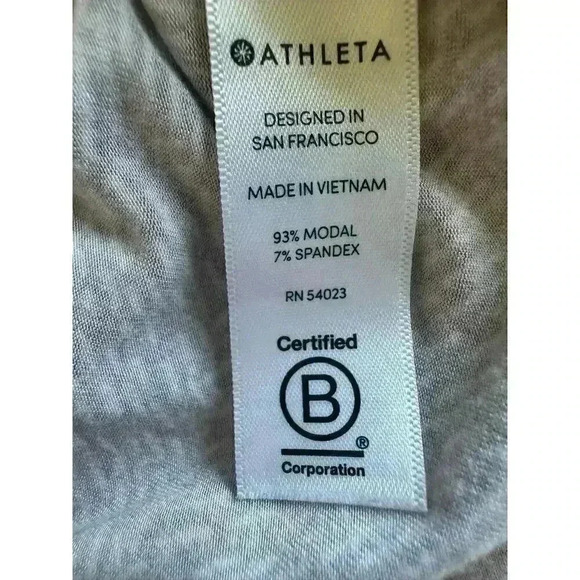 ATHLETA
DESIGNED IN
SAN FRANCISCO
MADE IN VIETNAM
93% MODAL
7% SPANDEX
RN 54023
Certified
B
®
Corporation